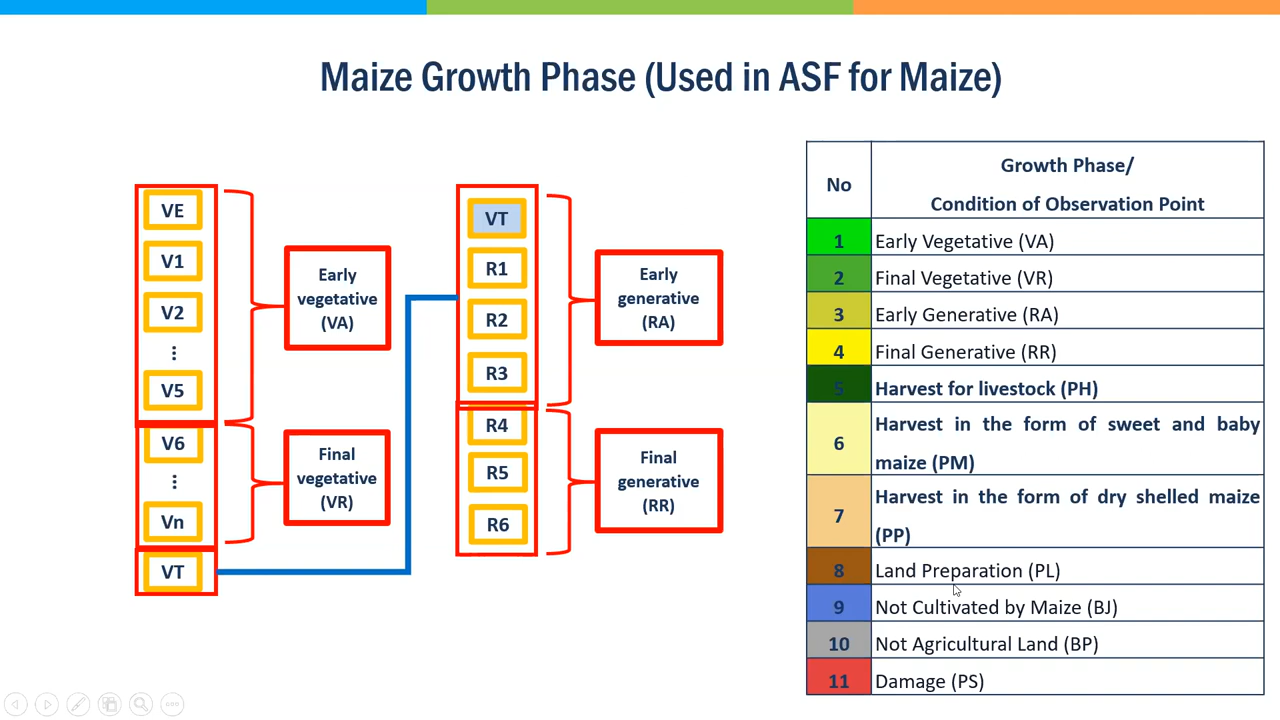 Maize Growth Phase (Used in ASF for Maize)
VE
V1
V2
⋮
V5
V6
⋮
Vn
VT
Early
vegetative
(VA)
Final
vegetative
(VR)
VT
R1
R2
R3
R4
R5
R6
Early
generative
(RA)
Final
generative
(RR)
No
Growth Phase/
Condition of Observation Point
1 Early Vegetative (VA)
2 Final Vegetative (VR)
3 Early Generative (RA)
4 Final Generative (RR)
5 Harvest for livestock (PH)
6 Harvest in the form of sweet and baby
maize (PM)
7 Harvest in the form of dry shelled maize
(PP)
8 Land Preparation (PL)
9 Not Cultivated by Maize (BJ)
10 Not Agricultural Land (BP)
11 Damage (PS)